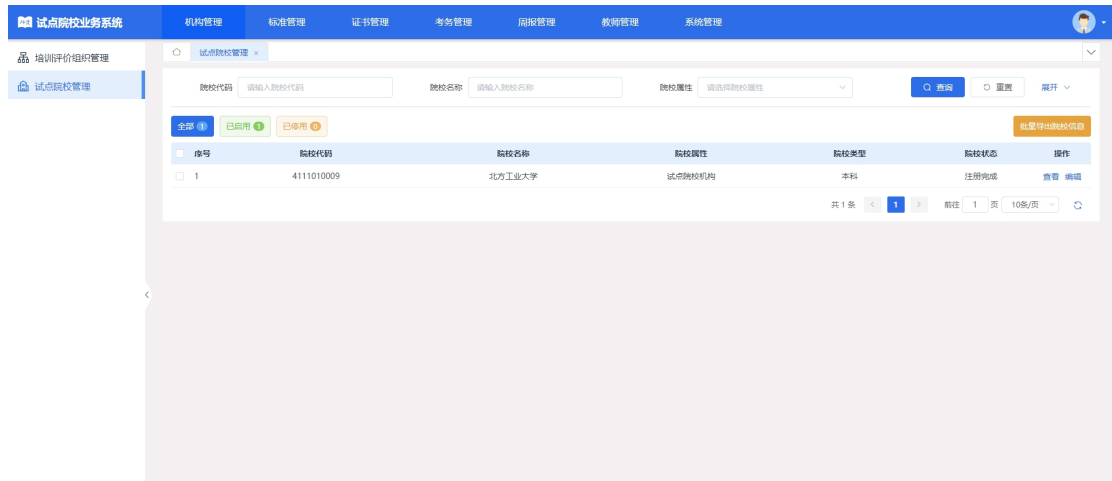 试点院校业务系统 机构管理 标准管理 证书管理 考务管理 周报管理 教师管理 系统管理
培训评价组织管理
试点院校管理
试点院校管理 ×
院校代码 请输入院校代码 院校名称 请输入院校名称 院校属性 请选择院校属性 查询 重置 展开
全部 1 已启用 1 已停用 0 批量导出院校信息
序号 院校代码 院校名称 院校属性 院校类型 院校状态 操作
1 4111010009 北方工业大学 试点院校机构 本科 注册完成 查看 编辑
共 1 条 < 1 > 前往 1 页 10条/页